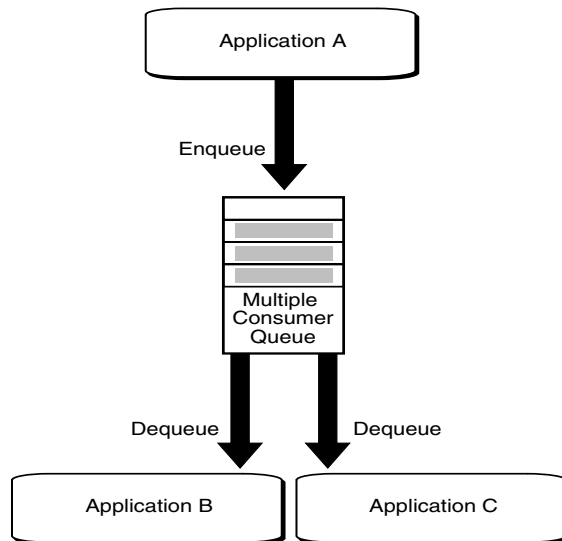 Application A
Enqueue
Multiple
Consumer
Queue
Dequeue
Dequeue
Application B
Application C